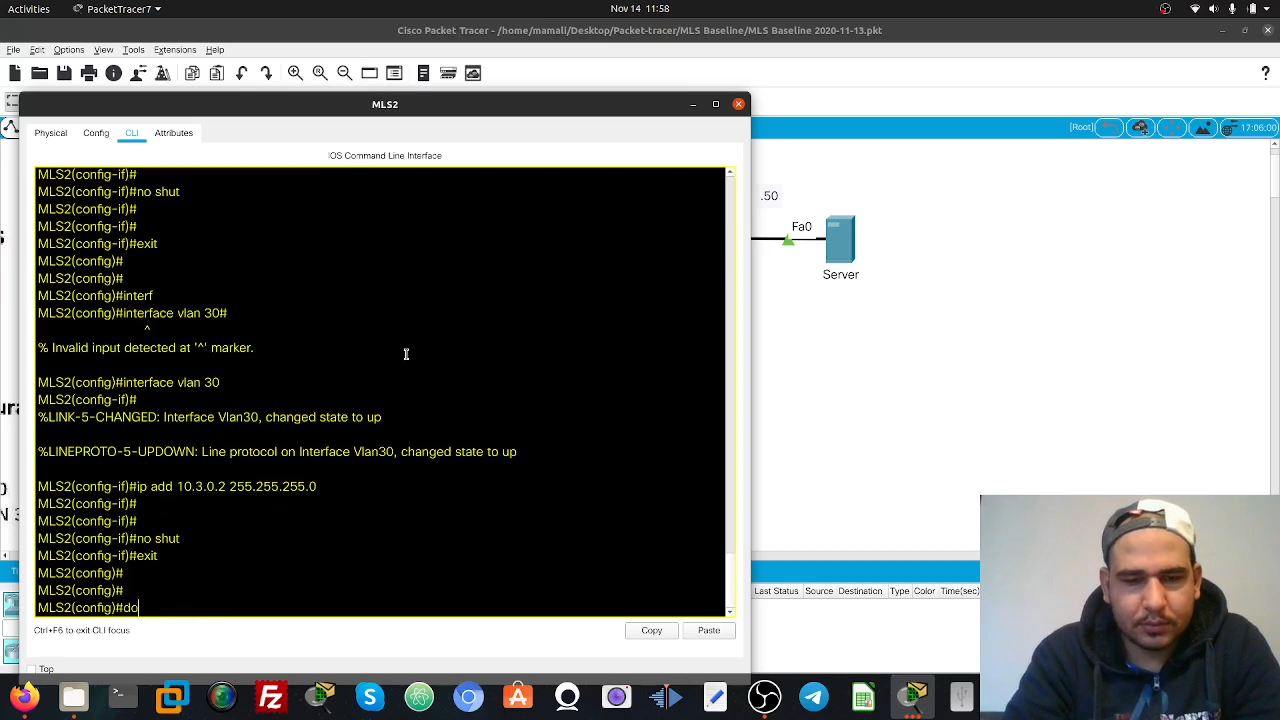 Activities
PacketTracer7
Nov 14 11:58
Cisco Packet Tracer - /home/mamali/Desktop/Packet-tracer/MLS Baseline/MLS Baseline 2020-11-13.pkt
File Edit Options View Tools Extensions Help
MLS2
Physical Config CLI Attributes
[Root]
17:06:00
IOS Command Line Interface
MLS2(config-if)#
MLS2(config-if)#no shut
MLS2(config-if)#
MLS2(config-if)#
MLS2(config-if)#exit
MLS2(config)#
MLS2(config)#
MLS2(config)#interf
MLS2(config)#interface vlan 30#
^
% Invalid input detected at '^' marker.
MLS2(config)#interface vlan 30
MLS2(config-if)#
%LINK-5-CHANGED: Interface Vlan30, changed state to up
%LINEPROTO-5-UPDOWN: Line protocol on Interface Vlan30, changed state to up
MLS2(config-if)#ip add 10.3.0.2 255.255.255.0
MLS2(config-if)#
MLS2(config-if)#
MLS2(config-if)#no shut
MLS2(config-if)#exit
MLS2(config)#
MLS2(config)#
MLS2(config)#do
Ctrl+F6 to exit CLI focus
Copy
Paste
Top
.50
Fa0
Server
Last Status Source Destination Type Color Time(sec)